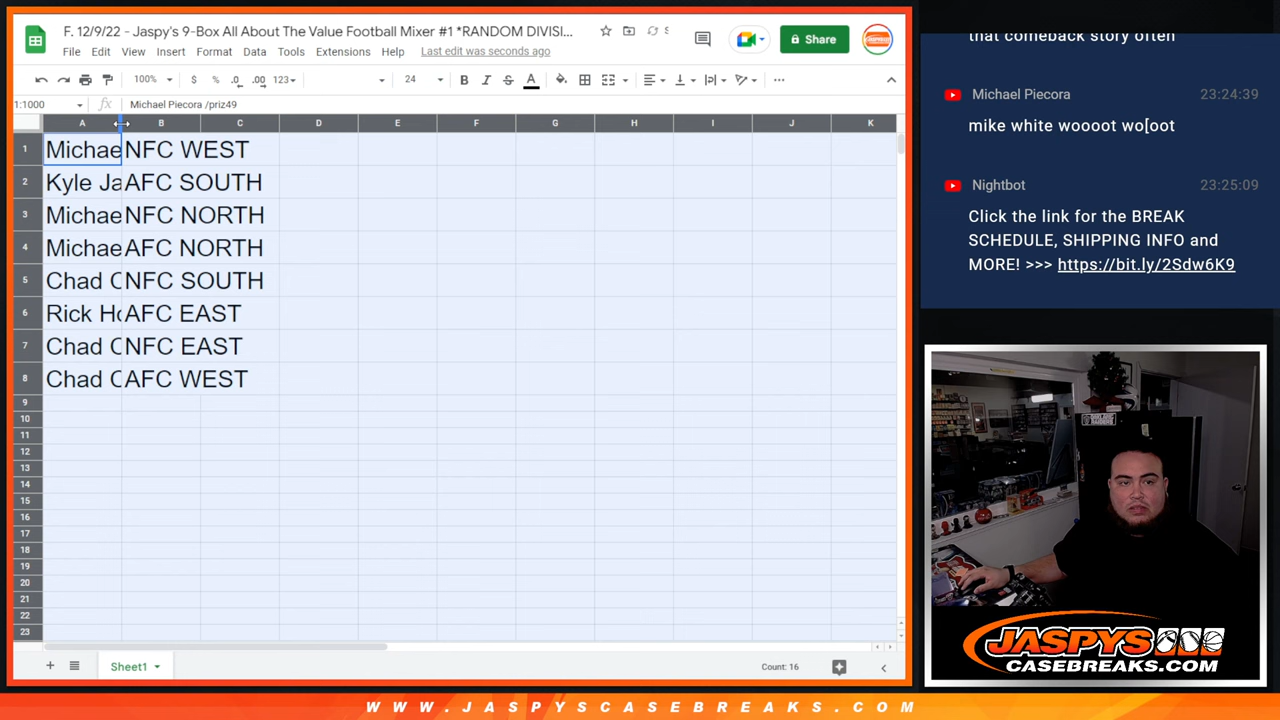 F. 12/9/22 - Jaspy's 9-Box All About The Value Football Mixer #1 *RANDOM DIVISI...
File Edit View Insert Format Data Tools Extensions Help Last edit was seconds ago
Share
100% $ % .0 .00 123 24 B I S A
1:1000 fx Michael Piecora /priz49
A B C D E F G H I J K
1 Michae NFC WEST
2 Kyle Ja AFC SOUTH
3 Michae NFC NORTH
4 Michae AFC NORTH
5 Chad C NFC SOUTH
6 Rick Ho AFC EAST
7 Chad C NFC EAST
8 Chad C AFC WEST
9
10
11
12
13
14
15
16
17
18
19
20
21
22
23
+ Sheet1 Count: 16
that comeback story often
Michael Piecora 23:24:39
mike white woooot wo[oot
Nightbot 23:25:09
Click the link for the BREAK
SCHEDULE, SHIPPING INFO and
MORE! >>> https://bit.ly/2Sdw6K9
JASPYS
CASEBREAKS.COM
WWW.JASPYSCASEBREAKS.COM